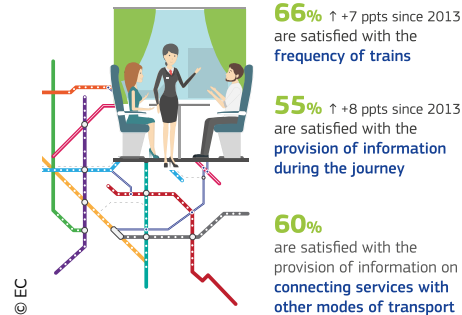 66% ↑ +7 ppts since 2013
are satisfied with the
frequency of trains
55% ↑ +8 ppts since 2013
are satisfied with the
provision of information
during the journey
60%
are satisfied with the
provision of information on
connecting services with
other modes of transport
© EC